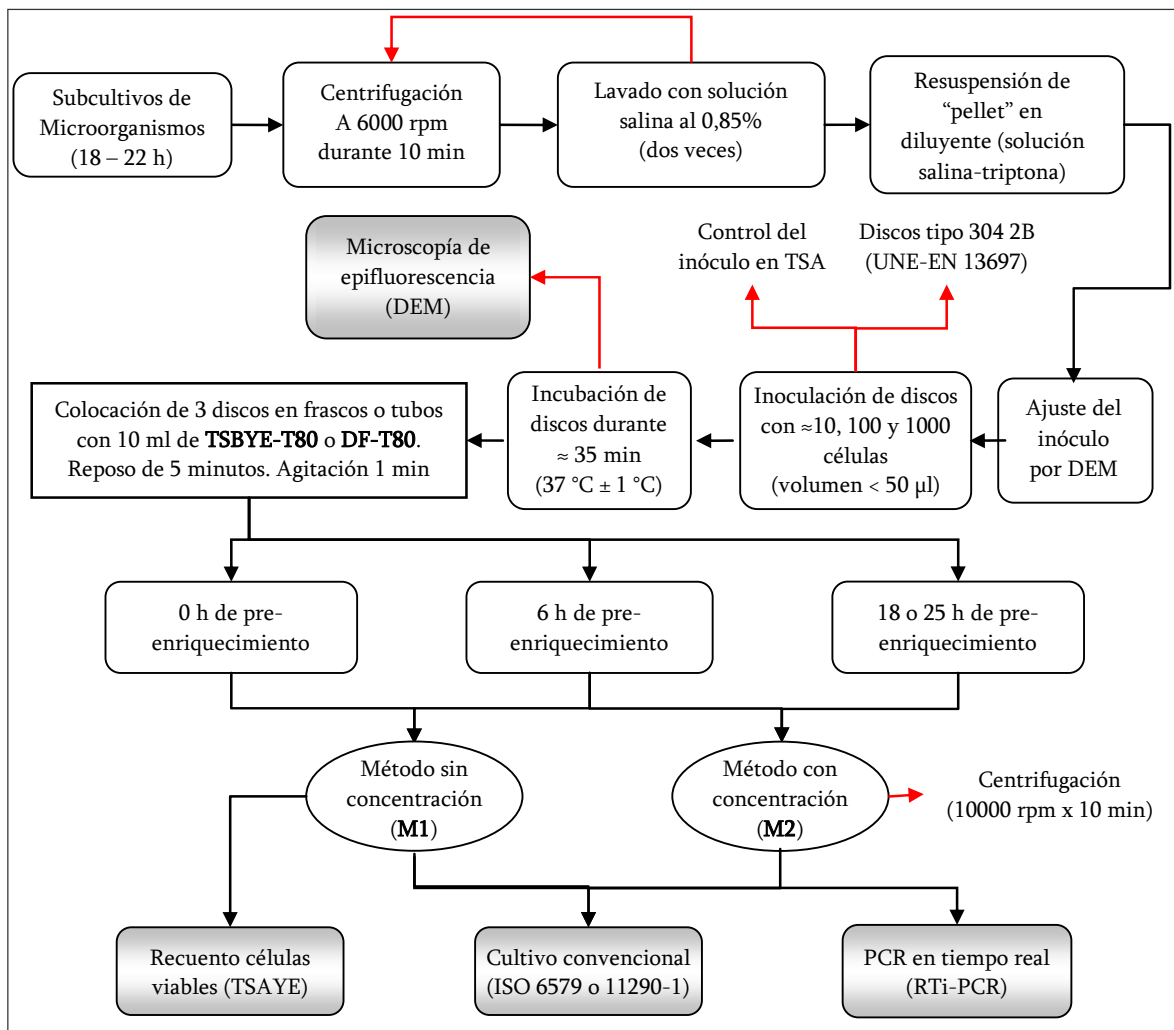 Subcultivos de
Microorganismos
(18 – 22 h)
Centrifugación
A 6000 rpm
durante 10 min
Lavado con solución
salina al 0,85%
(dos veces)
Resuspensión de
“pellet” en
diluyente (solución
salina-triptona)
Microscopía de
epifluorescencia
(DEM)
Control del
inóculo en TSA
Discos tipo 304 2B
(UNE-EN 13697)
Colocación de 3 discos en frascos o tubos
con 10 ml de TSBYE-T80 o DF-T80.
Reposo de 5 minutos. Agitación 1 min
Incubación de
discos durante
≈ 35 min
(37 °C ± 1 °C)
Inoculación de discos
con ≈10, 100 y 1000
células
(volumen < 50 µl)
Ajuste del
inóculo
por DEM
0 h de pre-
enriquecimiento
6 h de pre-
enriquecimiento
18 o 25 h de pre-
enriquecimiento
Método sin
concentración
(M1)
Método con
concentración
(M2)
Centrifugación
(10000 rpm x 10 min)
Recuento células
viables (TSAYE)
Cultivo convencional
(ISO 6579 o 11290-1)
PCR en tiempo real
(RTi-PCR)